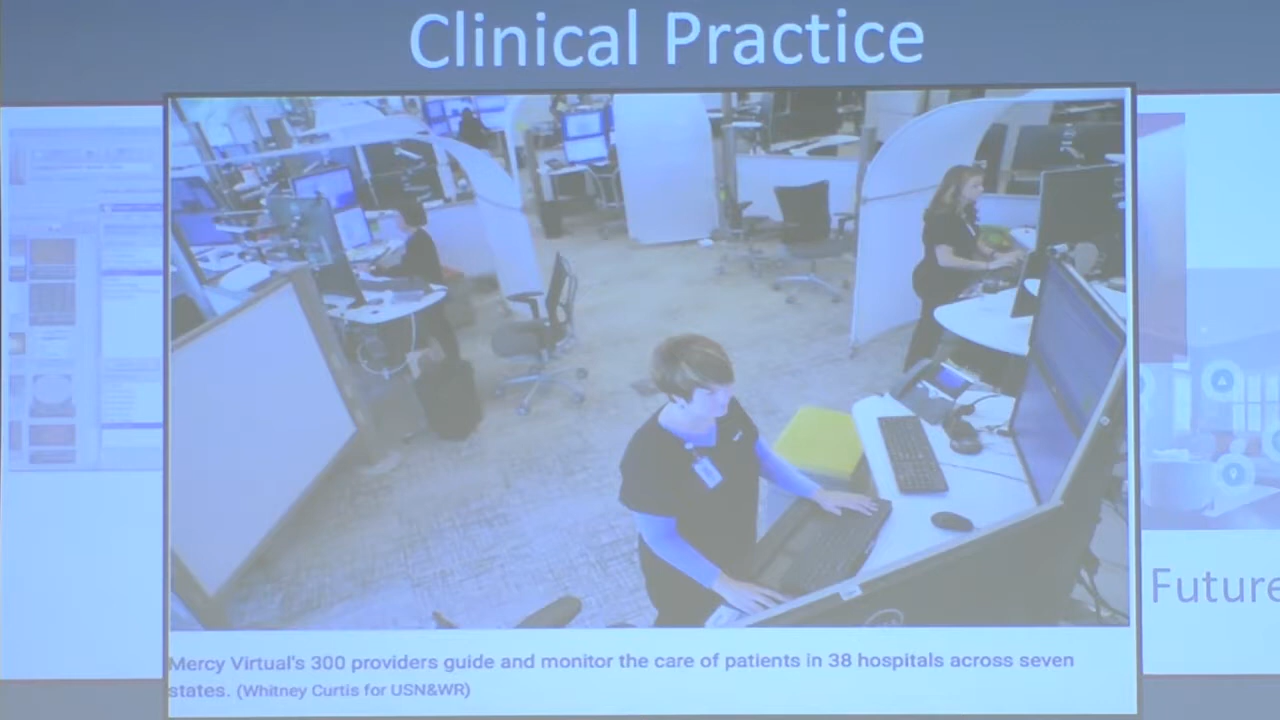 Clinical Practice
Future
Mercy Virtual's 300 providers guide and monitor the care of patients in 38 hospitals across seven
states. (Whitney Curtis for USN&WR)